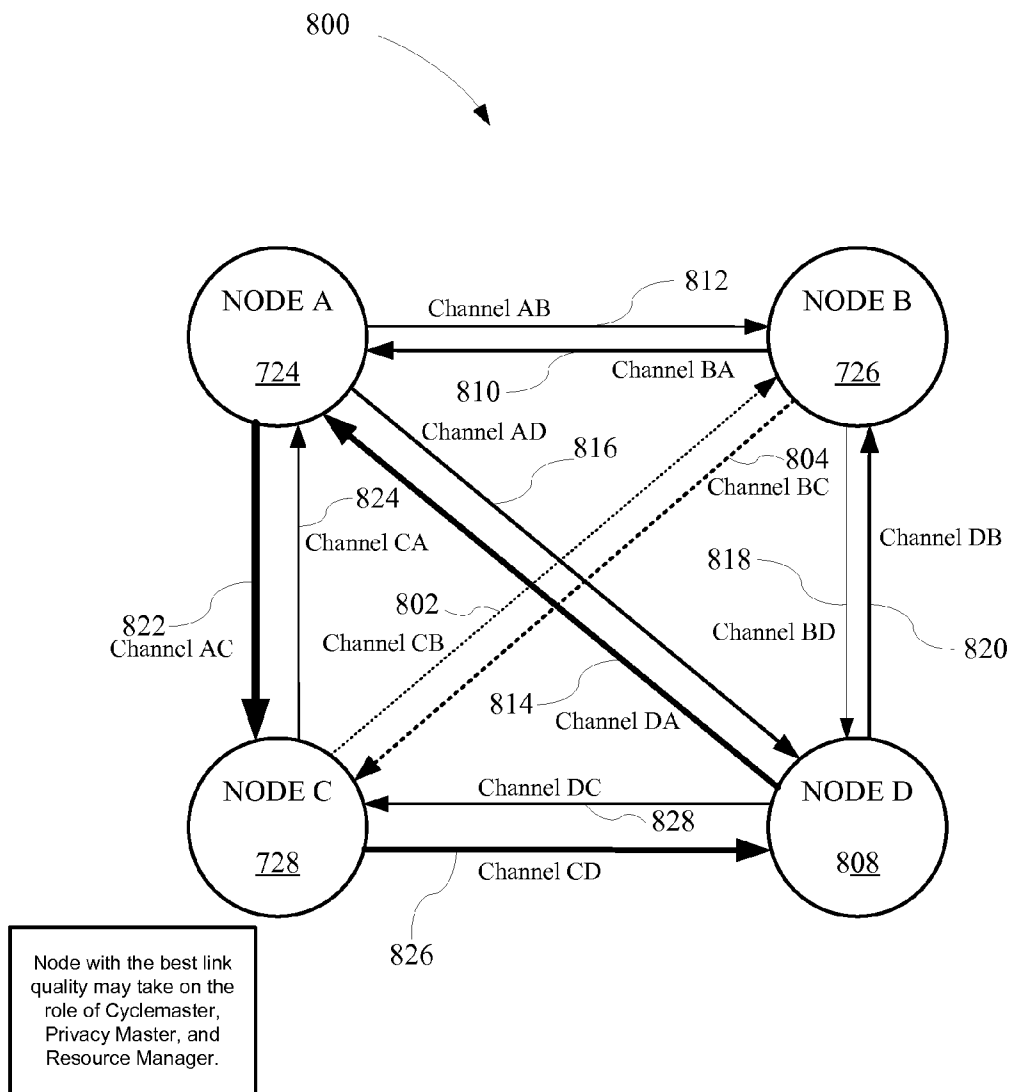 800
NODE A
724
NODE B
726
Channel AB
812
Channel BA
810
Channel AD
816
804
Channel BC
824
Channel CA
Channel DB
818
802
822
Channel AC
Channel CB
Channel BD
820
814
Channel DA
NODE C
728
Channel DC
828
NODE D
808
Channel CD
826
Node with the best link
quality may take on the
role of Cyclemaster,
Privacy Master, and
Resource Manager.